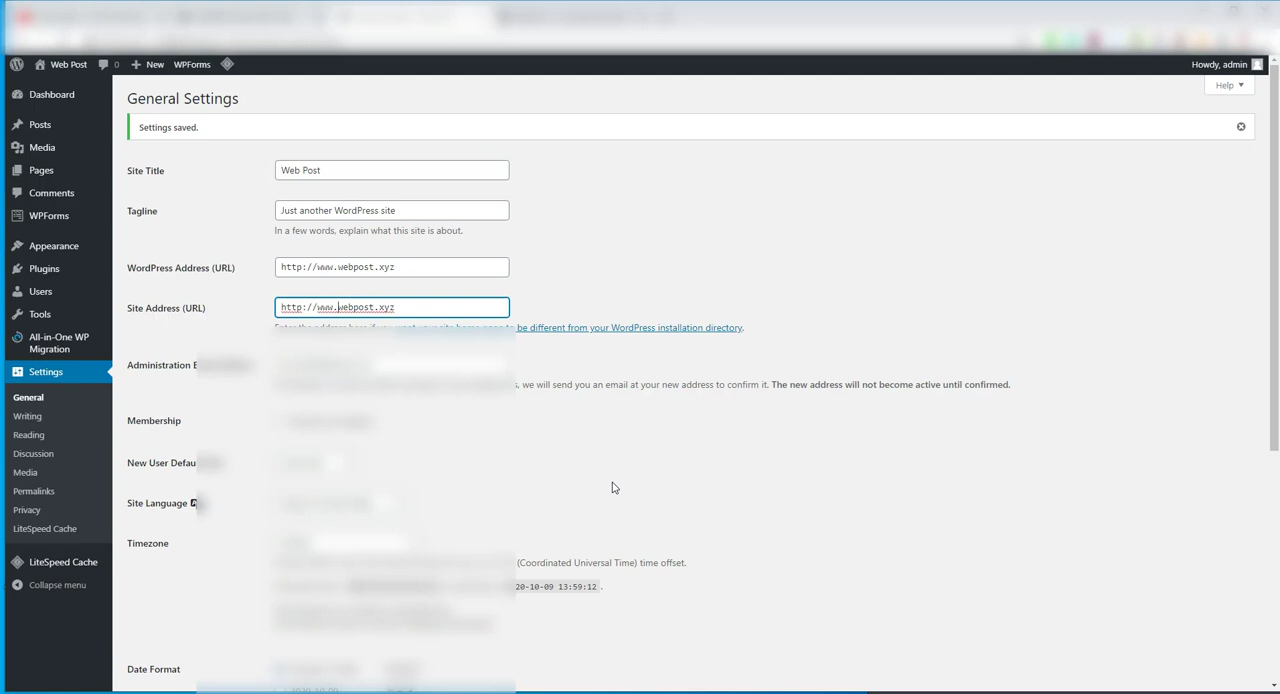 Web Post
0
New
WPForms
Howdy, admin
Dashboard
Posts
Media
Pages
Comments
WPForms
Appearance
Plugins
Users
Tools
All-in-One WP
Migration
Settings
General
Writing
Reading
Discussion
Media
Permalinks
Privacy
LiteSpeed Cache
LiteSpeed Cache
Collapse menu
General Settings
Help
Settings saved.
Site Title
Web Post
Tagline
Just another WordPress site
In a few words, explain what this site is about.
WordPress Address (URL)
http://www.webpost.xyz
Site Address (URL)
http://www.webpost.xyz
to be different from your WordPress installation directory.
Administration
we will send you an email at your new address to confirm it. The new address will not become active until confirmed.
Membership
New User
Site Language
Timezone
(Coordinated Universal Time) time offset.
20-10-09 13:59:12 .
Date Format